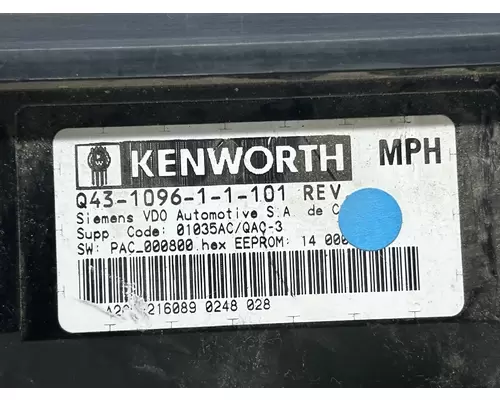 KENWORTH MPH
Q43-1096-1-1-101 REV
Siemens VDO Automotive S.A. de C
Supp. Code: 01035AC/QAC-3
SW: PAC_000800.hex EEPROM: 14 000
216089 0248 028